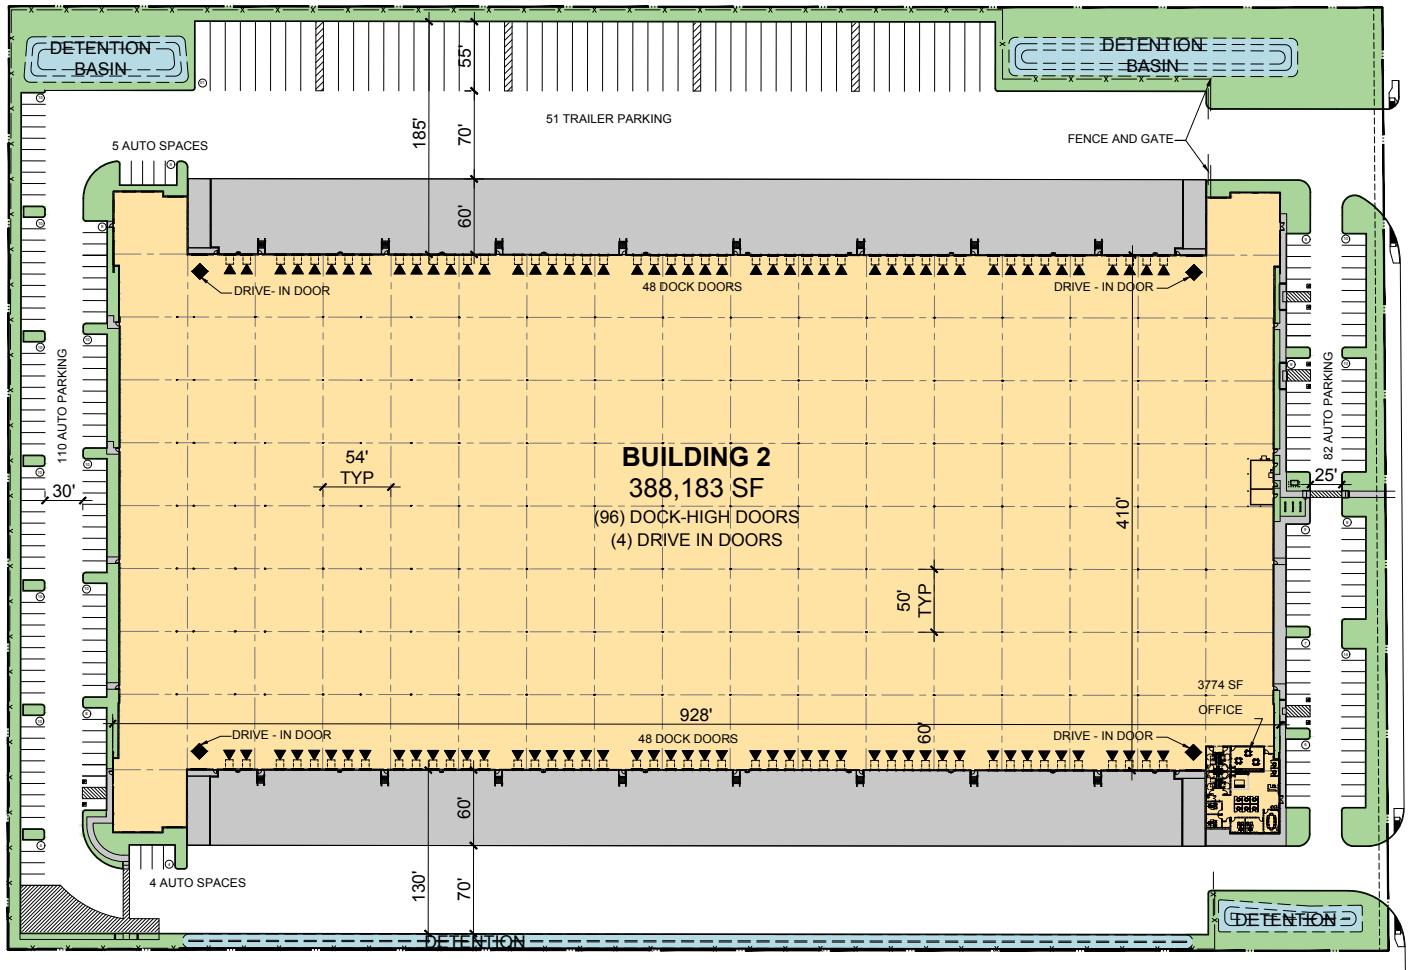 DETENTION
BASIN
55'
DETENTION
BASIN
51 TRAILER PARKING
185'
70'
FENCE AND GATE
5 AUTO SPACES
60'
DRIVE- IN DOOR
48 DOCK DOORS
DRIVE - IN DOOR
110 AUTO PARKING
82 AUTO PARKING
54'
TYP
BUILDING 2
388,183 SF
(96) DOCK-HIGH DOORS
(4) DRIVE IN DOORS
30'
25'
410'
50'
TYP
3774 SF
OFFICE
928'
DRIVE - IN DOOR
48 DOCK DOORS
60'
DRIVE - IN DOOR
60'
4 AUTO SPACES
130'
70'
DETENTION
DETENTION